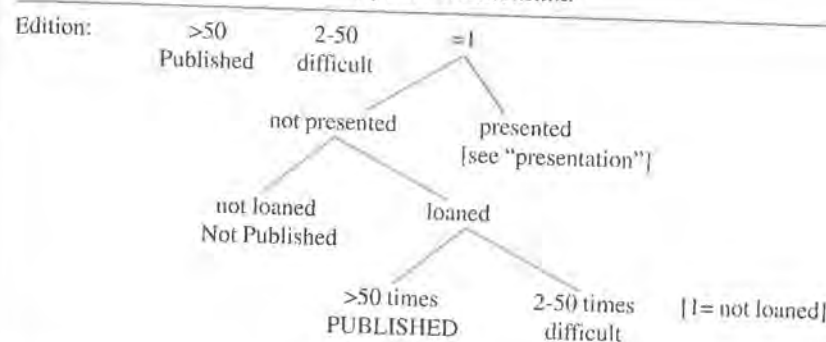 Edition: >50 2-50 =1
Published difficult
not presented presented
[see "presentation"]
not loaned loaned
Not Published
>50 times 2-50 times [1= not loaned]
PUBLISHED difficult